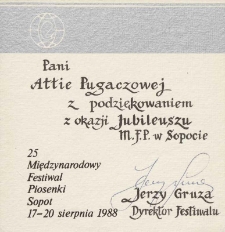 Pani
Attie Pugaczowej
z podziękowaniem
z okazji Jubileuszu
M.F.P. w Sopocie
25
Międzynarodowy
Festiwal
Piosenki
Sopot
17-20 sierpnia 1988
Jerzy Gruza
Dyrektor Festiwalu